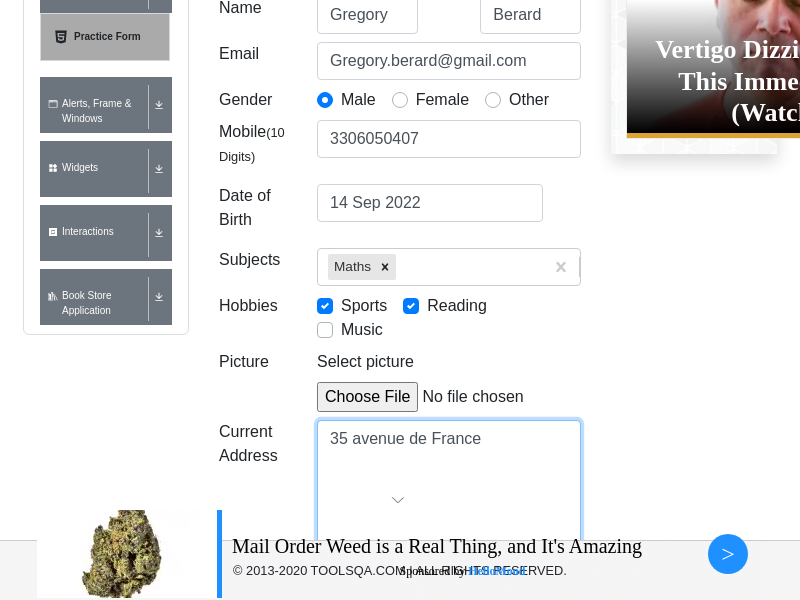 Name
Gregory
Berard
Practice Form
Email
Gregory.berard@gmail.com
Gender
Male
Female
Other
Alerts, Frame &
Windows
Mobile(10
Digits)
3306050407
Widgets
Date of
Birth
14 Sep 2022
Interactions
Subjects
Maths
Book Store
Application
Hobbies
Sports
Reading
Music
Picture
Select picture
Choose File No file chosen
Current
Address
35 avenue de France
Vertigo Dizzi
This Imme
(Watch
Mail Order Weed is a Real Thing, and It's Amazing
© 2013-2020 TOOLSQA.COM | ALL RIGHTS RESERVED.
Sponsored by